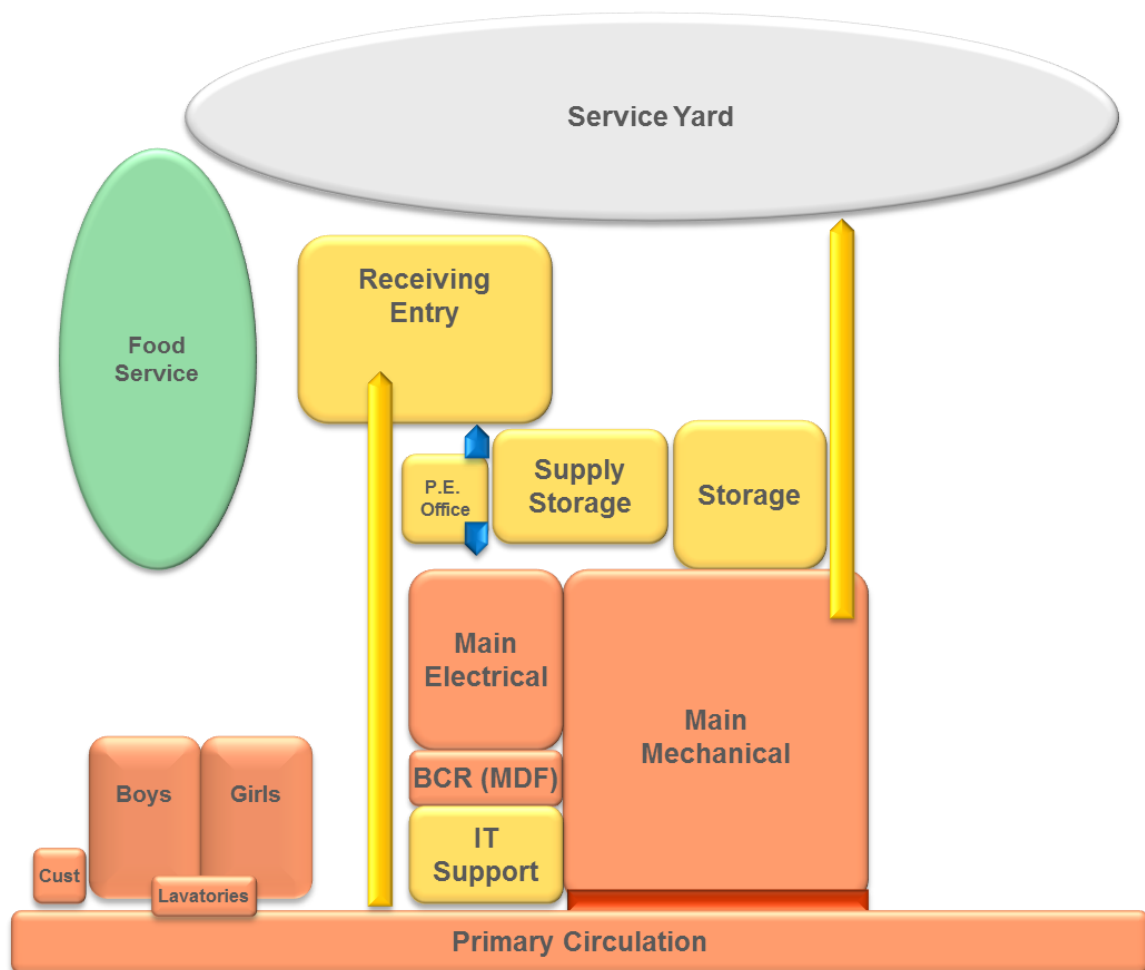 Service Yard
Receiving
Entry
Food
Service
Supply
Storage
Storage
P.E.
Office
Main
Electrical
Main
Mechanical
BCR (MDF)
Boys
Girls
IT
Support
Cust
Lavatories
Primary Circulation